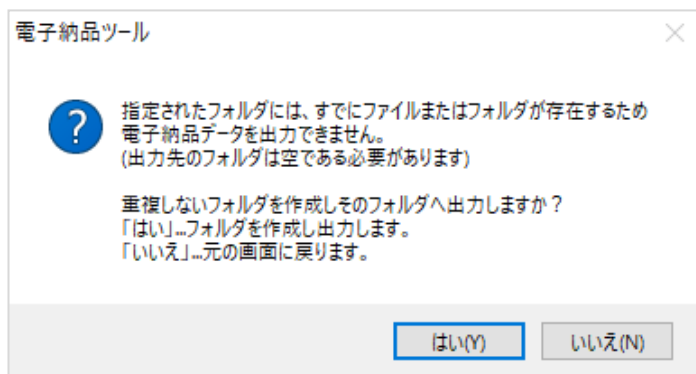 電子納品ツール
指定されたフォルダには、すでにファイルまたはフォルダが存在するため
電子納品データを出力できません。
(出力先のフォルダは空である必要があります)
重複しないフォルダを作成しそのフォルダへ出力しますか？
「はい」...フォルダを作成し出力します。
「いいえ」...元の画面に戻ります。
はい(Y)
いいえ(N)